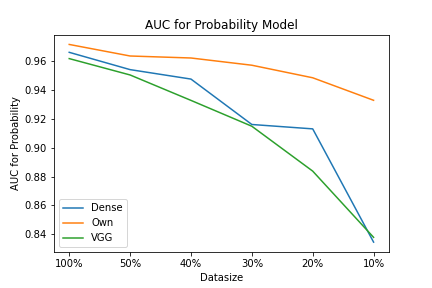 AUC for Probability Model
AUC for Probability
0.96
0.94
0.92
0.90
0.88
0.86
0.84
Dense
Own
VGG
100% 50% 40% 30% 20% 10%
Datasize